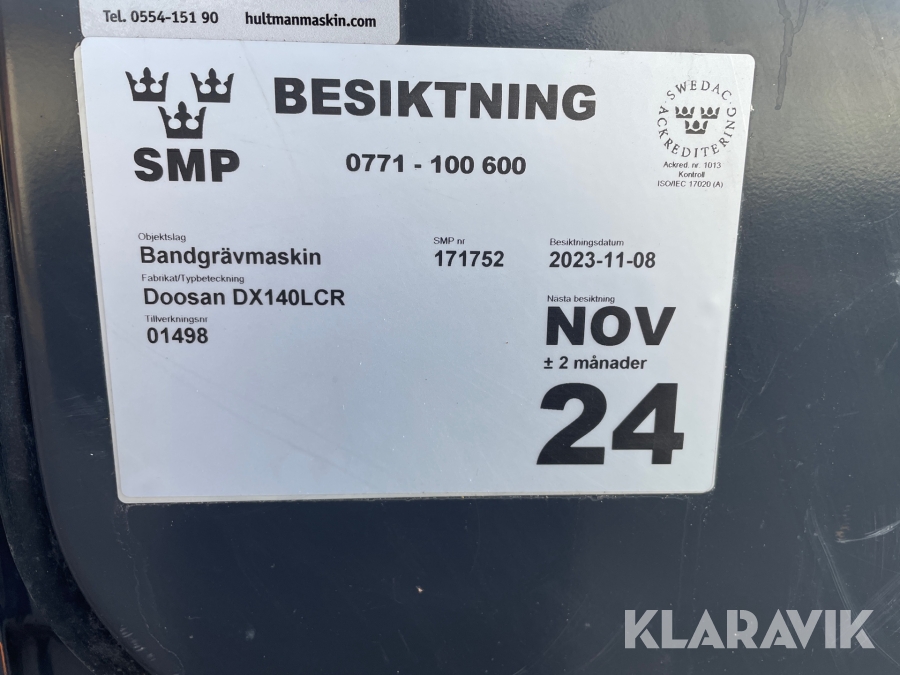 Tel. 0554-151 90
hultmanmaskin.com
SMP
BESIKTNING
0771 - 100 600
SWEDAC
ACKREDITERING
Ackred. nr. 1013
Kontroll
ISO/IEC 17020 (A)
Objektslag
Bandgrävmaskin
Fabrikat/Typbeteckning
Doosan DX140LCR
Tillverkningsnr
01498
SMP nr
171752
Besiktningsdatum
2023-11-08
Nästa besiktning
NOV
± 2 månader
24
KLARAVIK